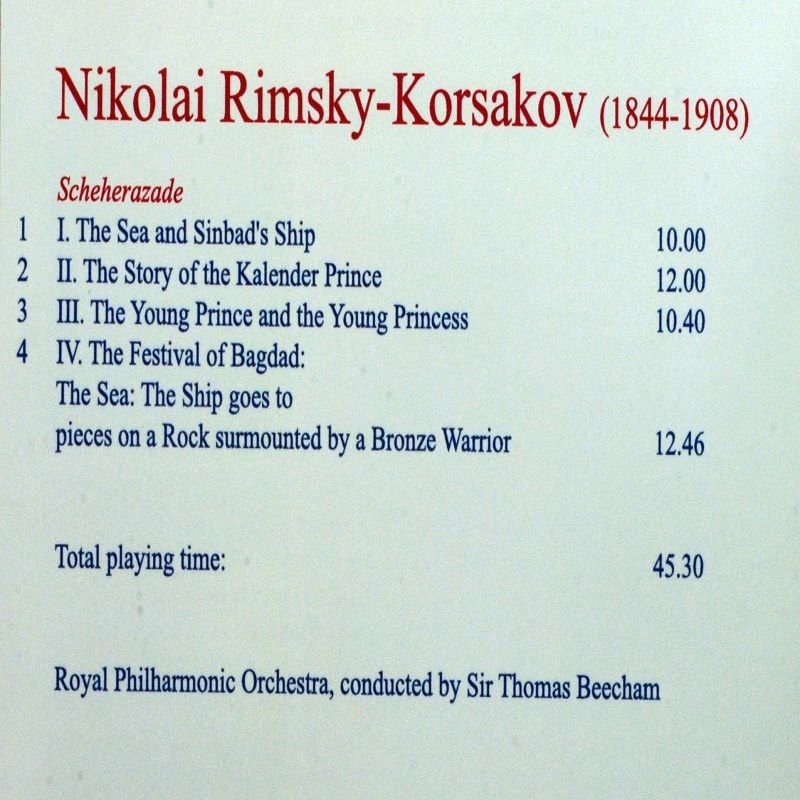 Nikolai Rimsky-Korsakov (1844-1908)
Scheherazade
1 I. The Sea and Sinbad's Ship 10.00
2 II. The Story of the Kalender Prince 12.00
3 III. The Young Prince and the Young Princess 10.40
4 IV. The Festival of Bagdad:
The Sea: The Ship goes to
pieces on a Rock surmounted by a Bronze Warrior 12.46
Total playing time: 45.30
Royal Philharmonic Orchestra, conducted by Sir Thomas Beecham